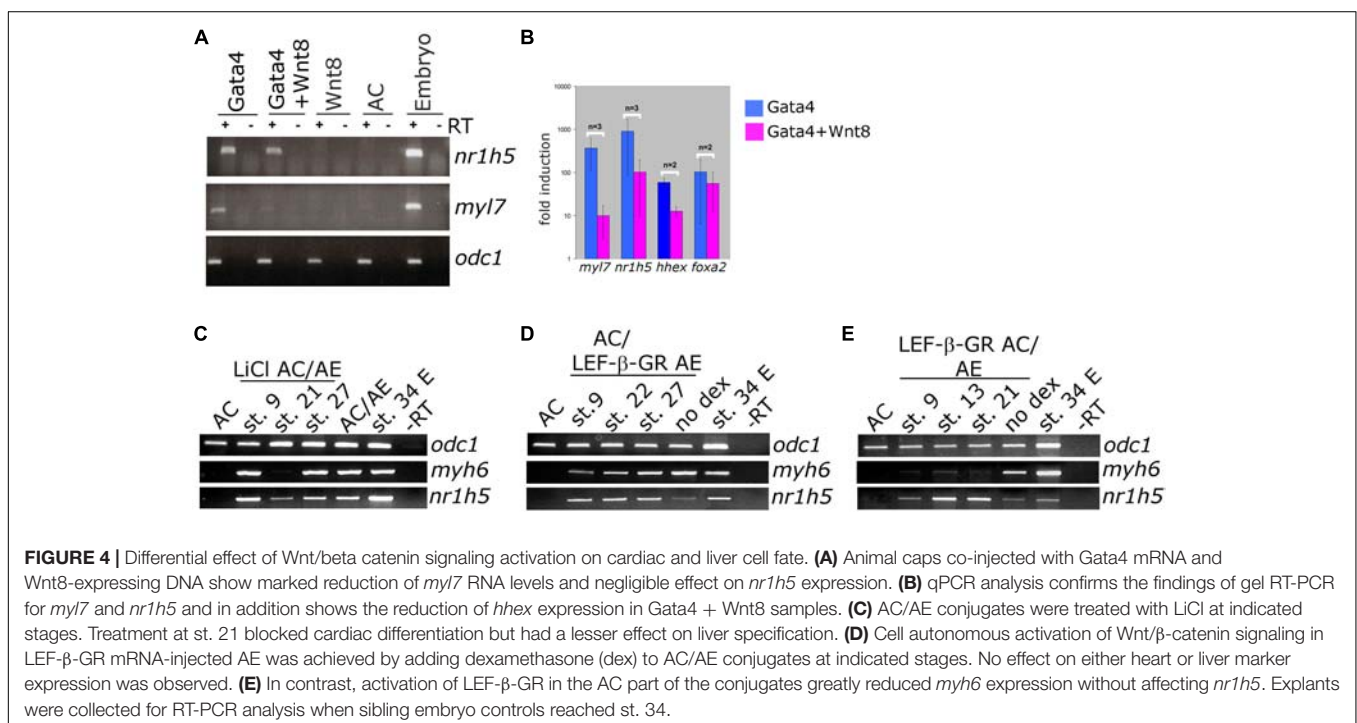 A
Gata4
Gata4
+Wnt8
Wnt8
AC
Embryo
+ - + - + - + - + - RT
nr1h5
myl7
odc1
B
10000
1000
100
10
1
fold induction
n=3
n=3
n=2
n=2
myl7 nr1h5 hhex foxa2
Gata4
Gata4+Wnt8
C
LiCl AC/AE
AC
st. 9
st. 21
st. 27
AC/AE
st. 34 E
-RT
odc1
myh6
nr1h5
D
AC/
LEF-β-GR AE
AC
st.9
st. 22
st. 27
no dex
st. 34 E
-RT
odc1
myh6
nr1h5
E
LEF-β-GR AC/
AE
AC
st. 9
st. 13
st. 21
no dex
st. 34 E
-RT
odc1
myh6
nr1h5
FIGURE 4 | Differential effect of Wnt/beta catenin signaling activation on cardiac and liver cell fate. (A) Animal caps co-injected with Gata4 mRNA and
Wnt8-expressing DNA show marked reduction of myl7 RNA levels and negligible effect on nr1h5 expression. (B) qPCR analysis confirms the findings of gel RT-PCR
for myl7 and nr1h5 and in addition shows the reduction of hhex expression in Gata4 + Wnt8 samples. (C) AC/AE conjugates were treated with LiCl at indicated
stages. Treatment at st. 21 blocked cardiac differentiation but had a lesser effect on liver specification. (D) Cell autonomous activation of Wnt/β-catenin signaling in
LEF-β-GR mRNA-injected AE was achieved by adding dexamethasone (dex) to AC/AE conjugates at indicated stages. No effect on either heart or liver marker
expression was observed. (E) In contrast, activation of LEF-β-GR in the AC part of the conjugates greatly reduced myh6 expression without affecting nr1h5. Explants
were collected for RT-PCR analysis when sibling embryo controls reached st. 34.